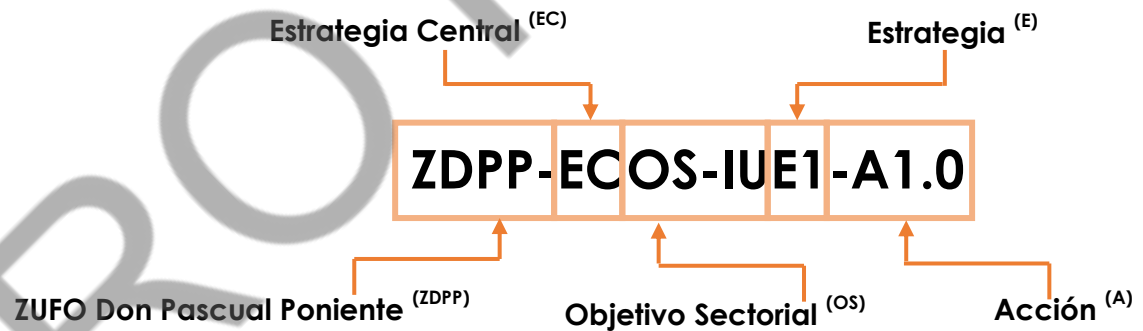 Estrategia Central (EC)
Estrategia (E)
ZDPP-ECOS-IUE1-A1.0
ZUFO Don Pascual Poniente (ZDPP)
Objetivo Sectorial (OS)
Acción (A)